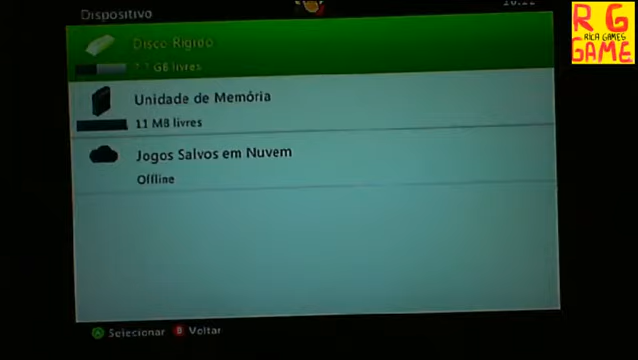 Dispositivo
RG
RICA GAMES
GAME
Disco Rígido
GB livres
Unidade de Memória
11 MB livres
Jogos Salvos em Nuvem
Offline
A Selecionar B Voltar